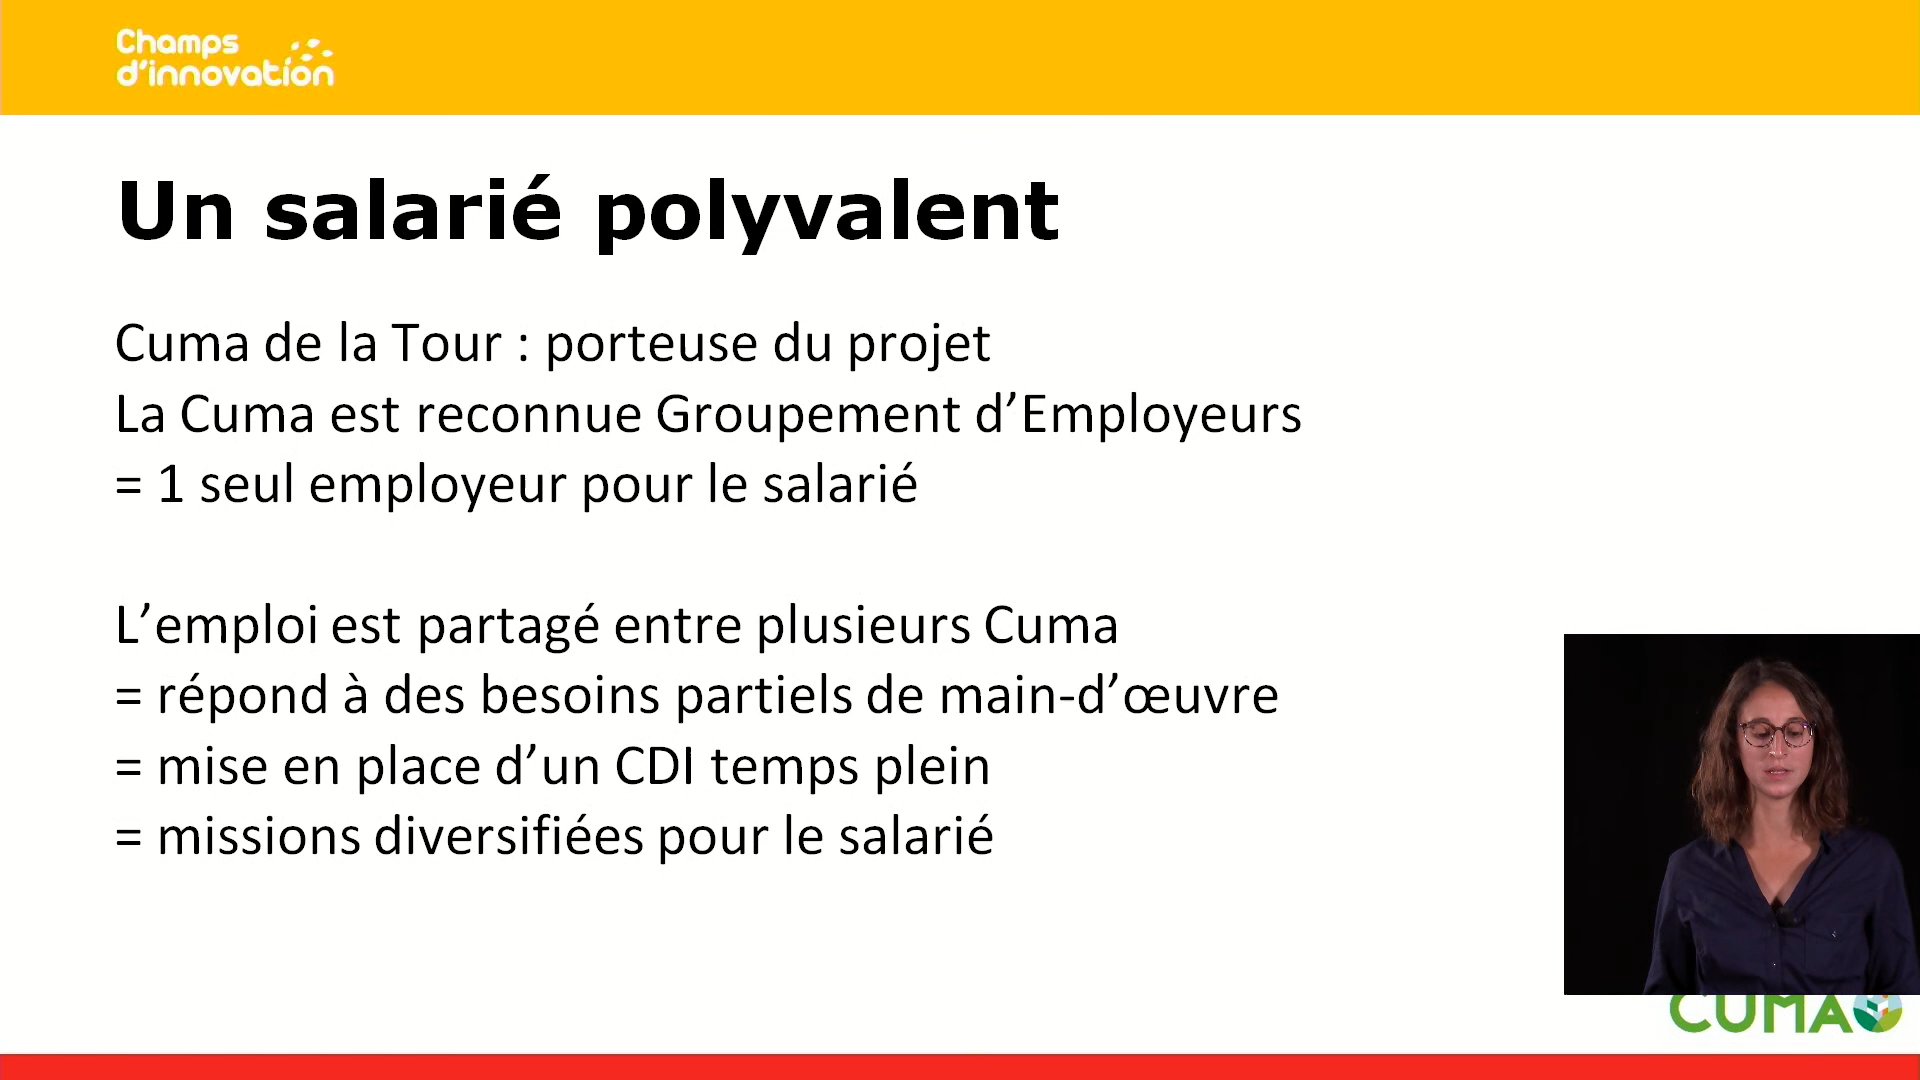 Champs
d'innovation
Un salarié polyvalent
Cuma de la Tour : porteuse du projet
La Cuma est reconnue Groupement d’Employeurs
= 1 seul employeur pour le salarié
L’emploi est partagé entre plusieurs Cuma
= répond à des besoins partiels de main-d’œuvre
= mise en place d’un CDI temps plein
= missions diversifiées pour le salarié
CUMA